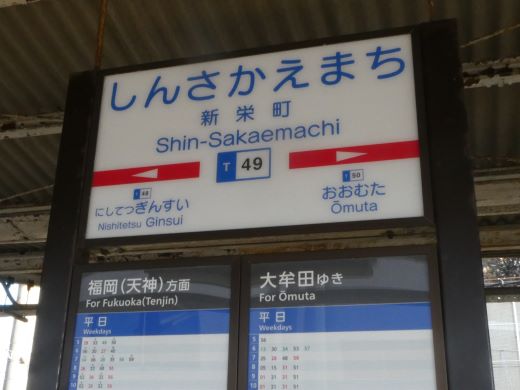 しんさかえまち
新栄町
Shin-Sakaemachi
T 49
T 48
T 50
にしてつぎんすい
Nishitetsu Ginsui
おおむた
Ōmuta
福岡(天神)方面
For Fukuoka(Tenjin)
平日
Weekdays
大牟田ゆき
For Ōmuta
平日
Weekdays